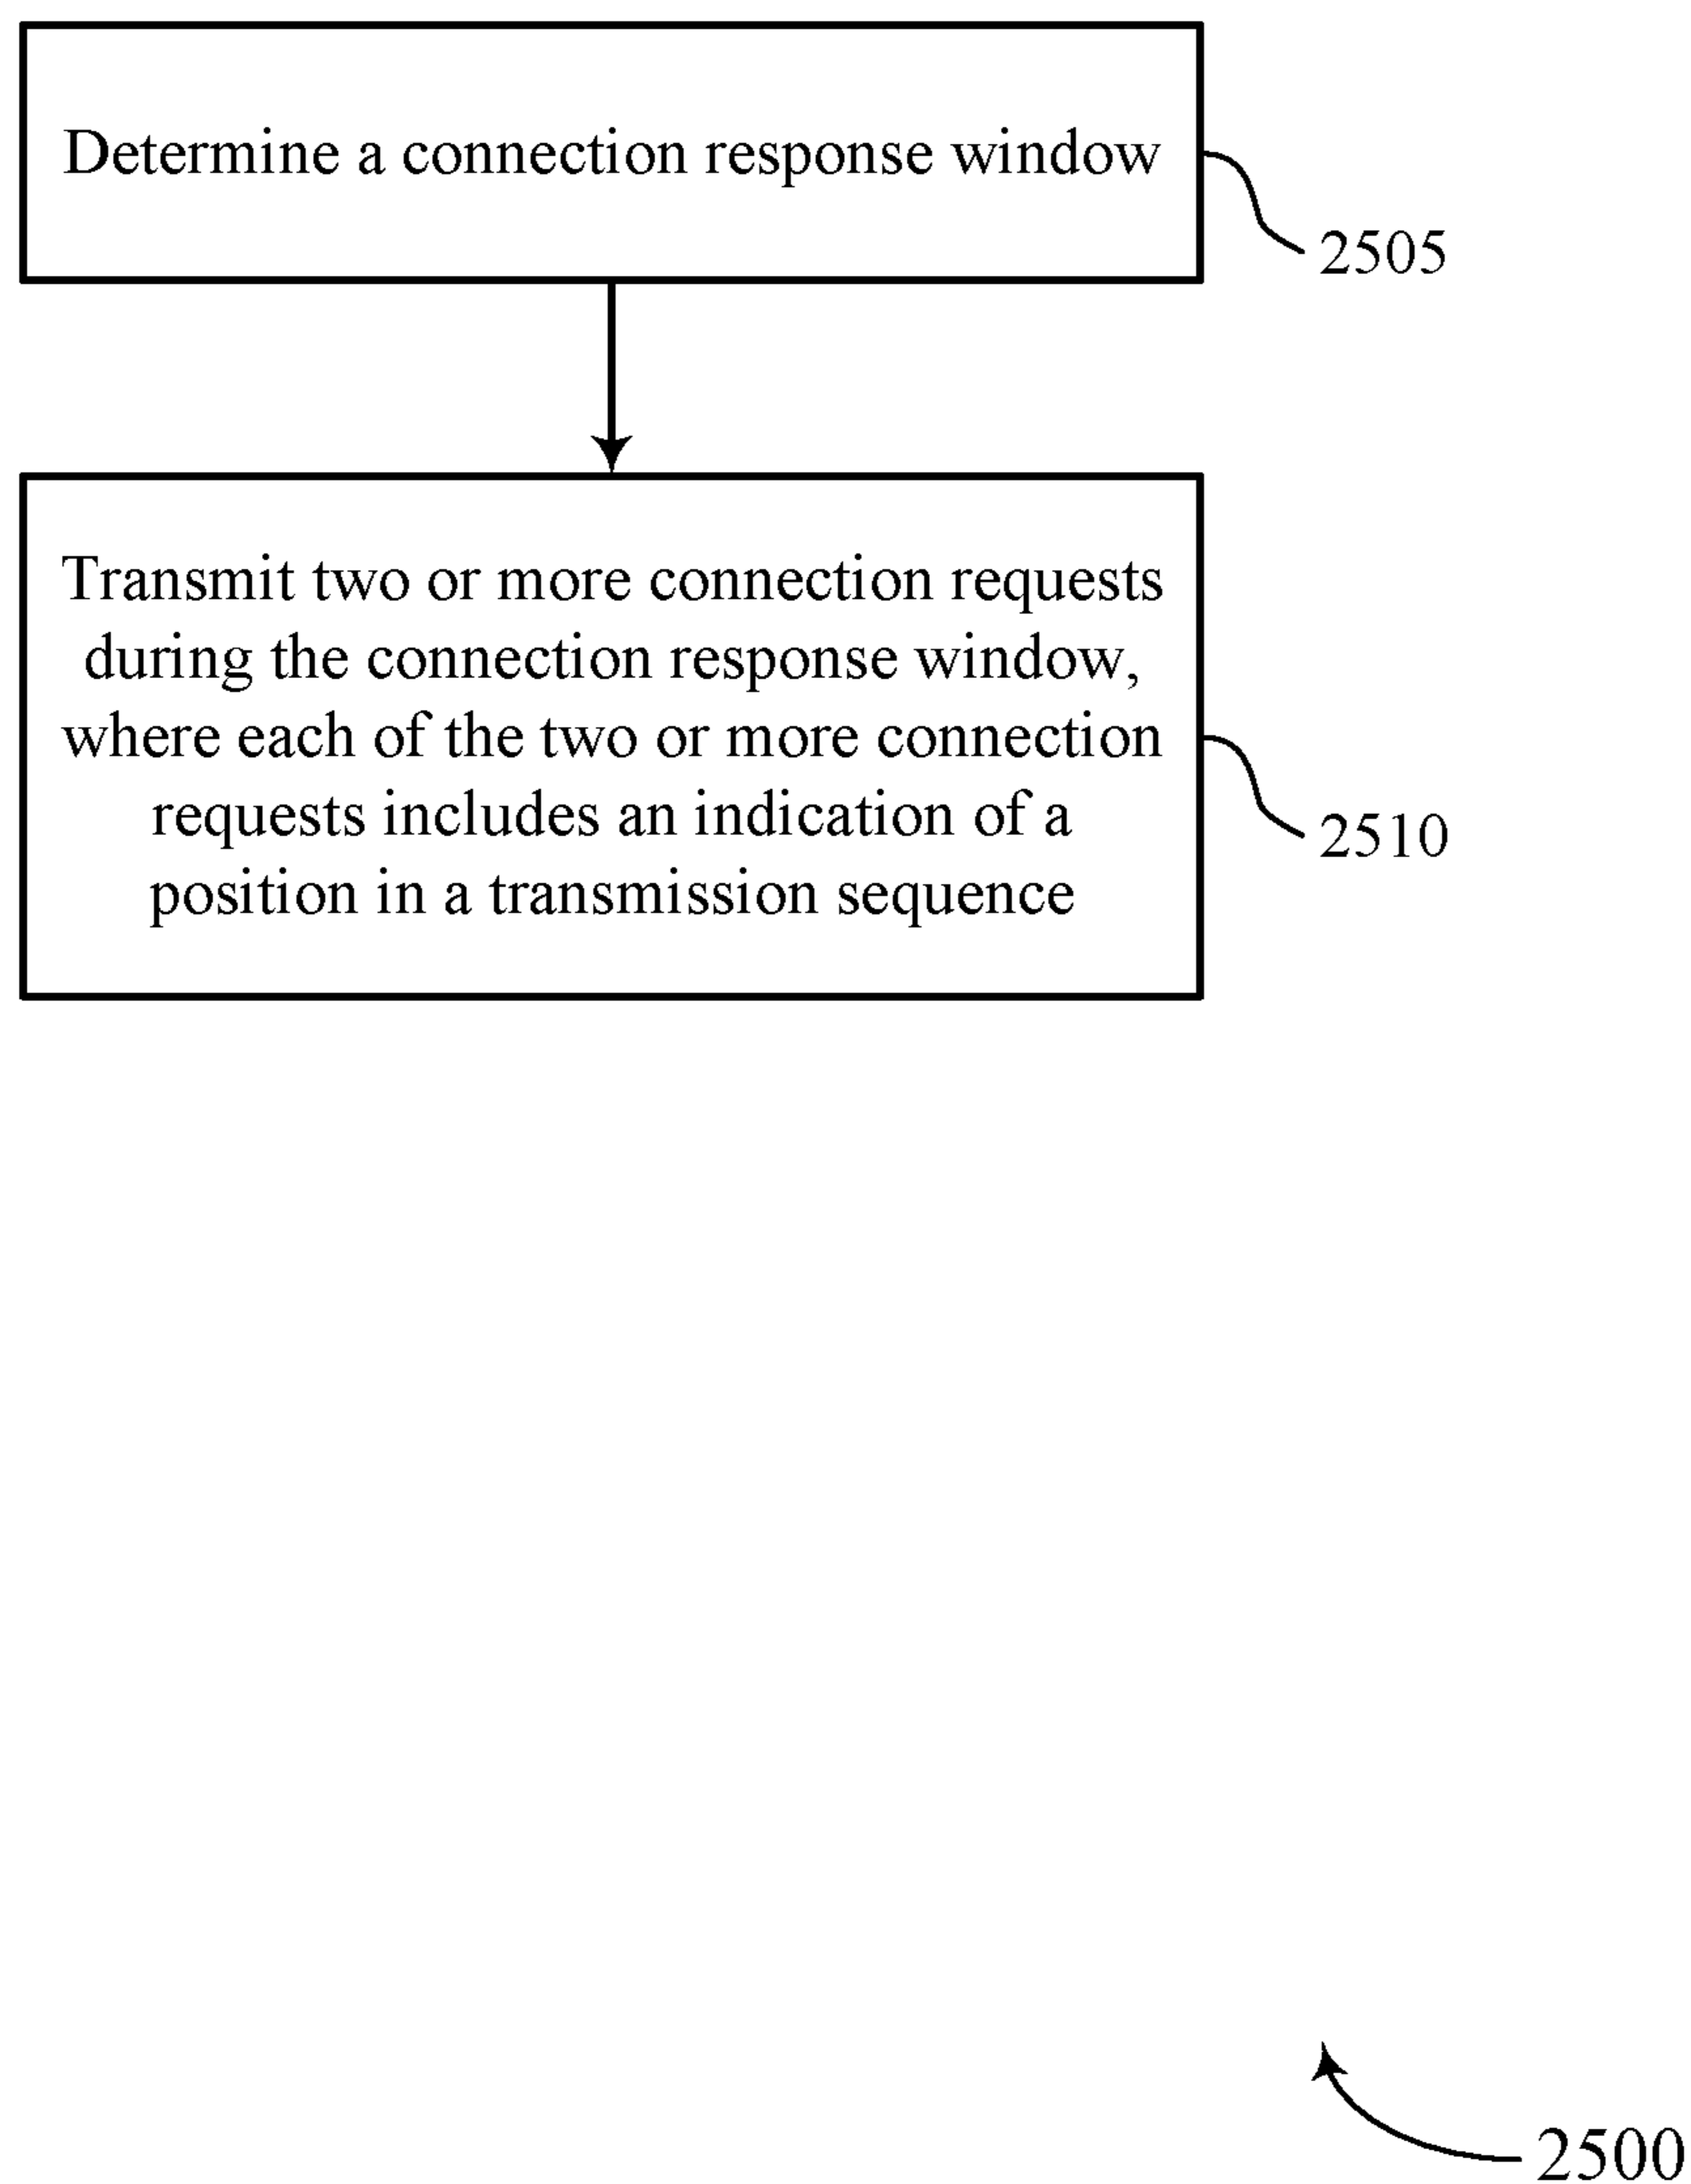 Determine a connection response window
2505
Transmit two or more connection requests
during the connection response window,
where each of the two or more connection
requests includes an indication of a
position in a transmission sequence
2510
2500